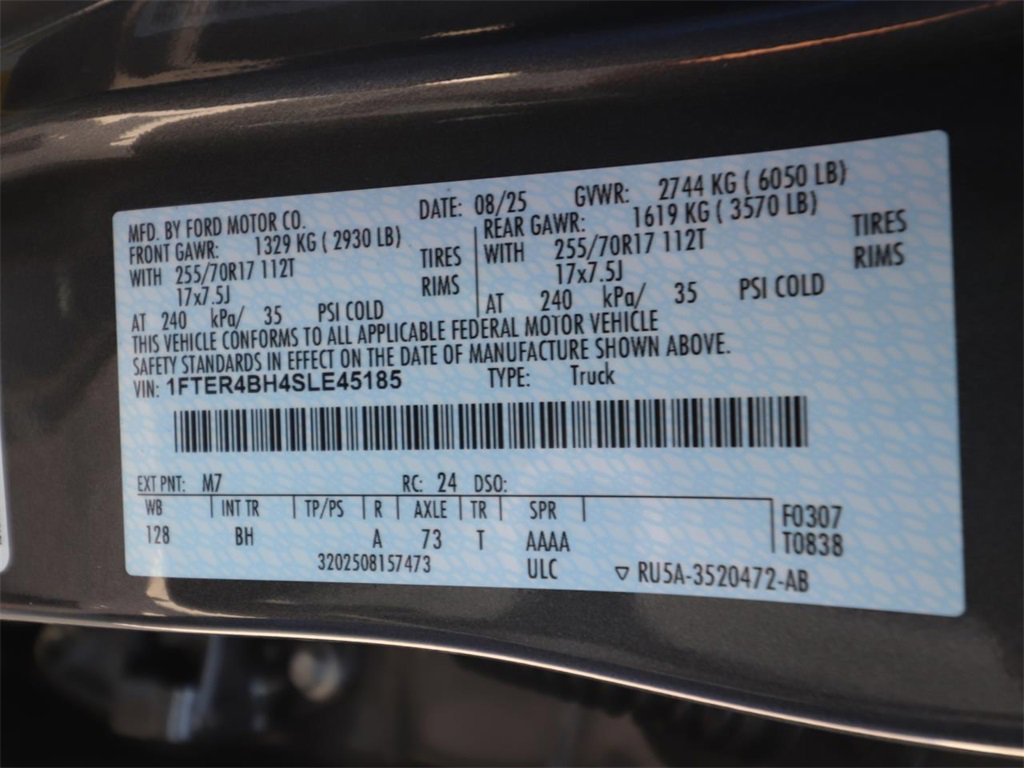 MFD. BY FORD MOTOR CO. DATE: 08/25 GVWR: 2744 KG ( 6050 LB)
FRONT GAWR: 1329 KG ( 2930 LB) REAR GAWR: 1619 KG ( 3570 LB)
WITH 255/70R17 112T TIRES WITH 255/70R17 112T TIRES
17x7.5J RIMS 17x7.5J RIMS
AT 240 kPa/ 35 PSI COLD AT 240 kPa/ 35 PSI COLD
THIS VEHICLE CONFORMS TO ALL APPLICABLE FEDERAL MOTOR VEHICLE
SAFETY STANDARDS IN EFFECT ON THE DATE OF MANUFACTURE SHOWN ABOVE.
VIN: 1FTER4BH4SLE45185 TYPE: Truck
EXT PNT: M7 RC: 24 DSO:
WB INT TR TP/PS R AXLE TR SPR F0307
128 BH A 73 T AAAA T0838
3202508157473 ULC ▽ RU5A-3520472-AB